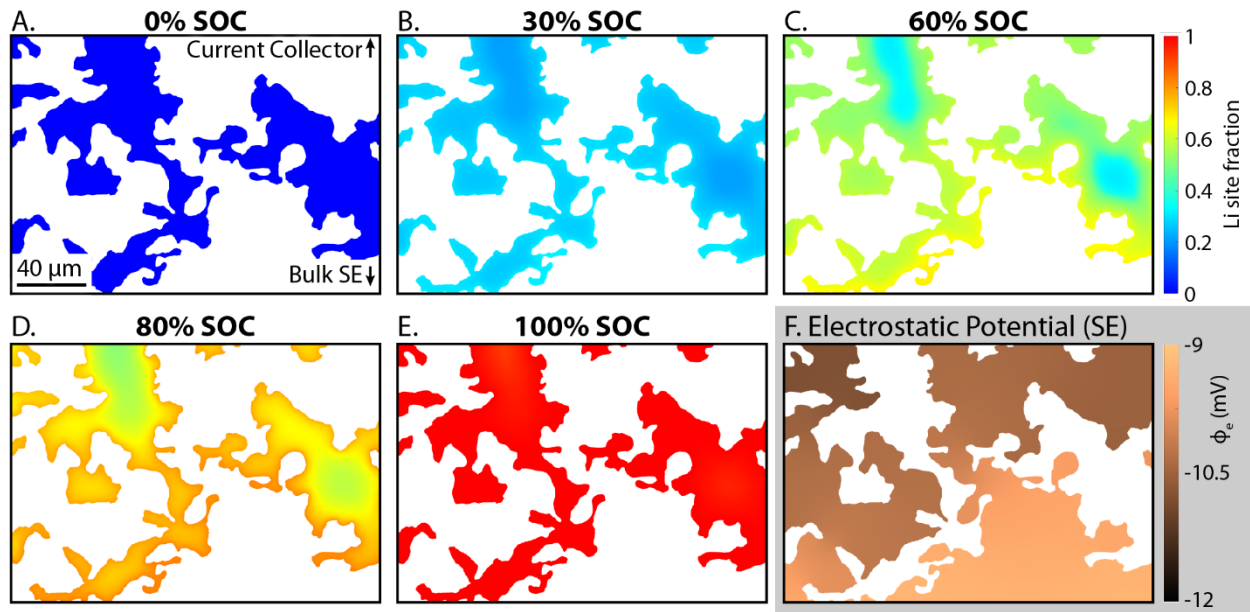 A. 0% SOC
Current Collector↑
40 µm
Bulk SE↓
B. 30% SOC
C. 60% SOC
1
0.8
0.6
0.4
0.2
0
Li site fraction
D. 80% SOC
E. 100% SOC
F. Electrostatic Potential (SE)
-9
-10.5
-12
ϕe (mV)